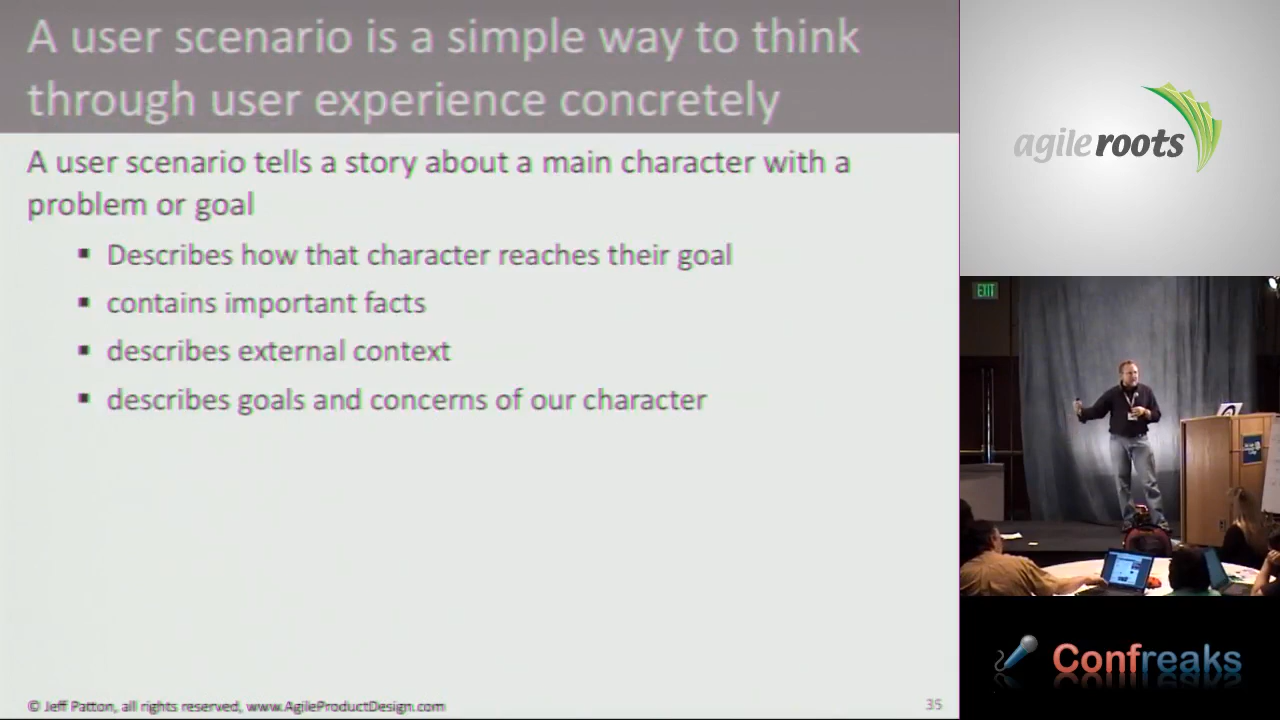 A user scenario is a simple way to think
through user experience concretely
A user scenario tells a story about a main character with a
problem or goal
▪ Describes how that character reaches their goal
▪ contains important facts
▪ describes external context
▪ describes goals and concerns of our character
© Jeff Patton, all rights reserved, www.AgileProductDesign.com
35
agileroots
EXIT
Confreaks